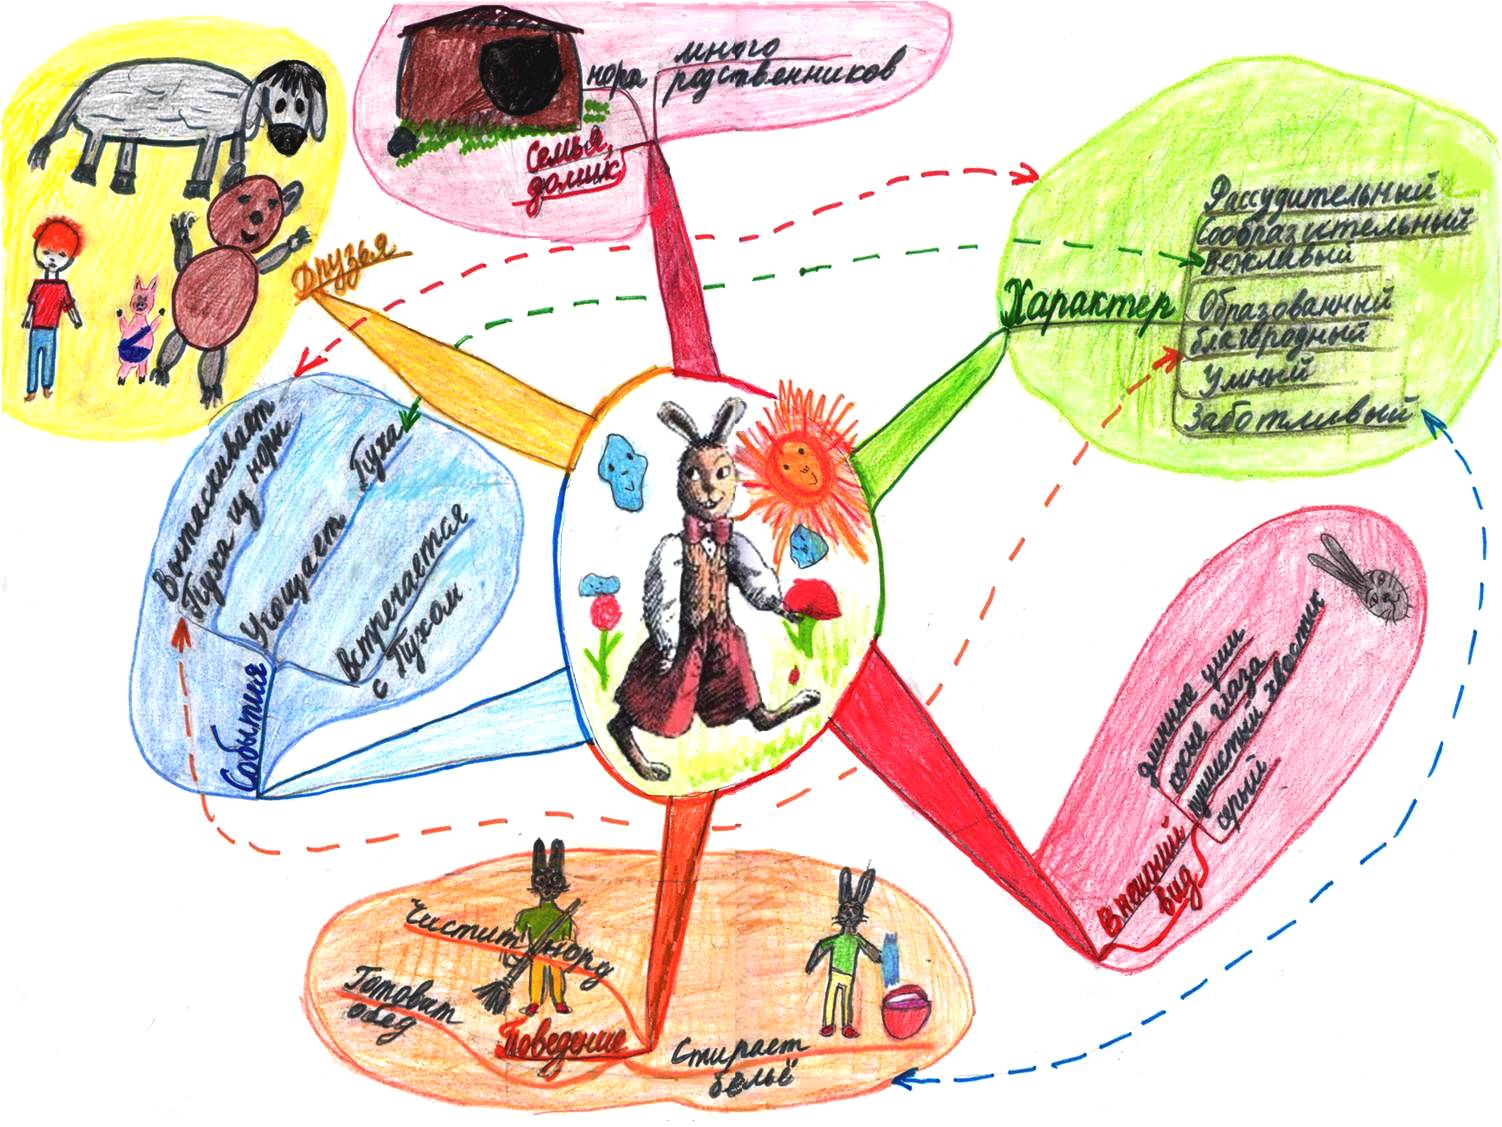 нора
много
родственников
Семья,
домик
Друзья
Характер
Рассудительный
Сообразительный
Вежливый
Образованный
благородный
Умный
Заботливый
Вытаскивает
Пуха из норы
Угощает Пуха
Встречается
с Пухом
События
длинные уши
косые глаза
пушистый хвостик
серый
Внешний
вид
Чистит нору
Готовит
обед
Поведение
Стирает
бельё